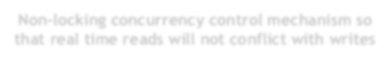 Non-locking concurrency control mechanism so
that real time reads will not conflict with writes